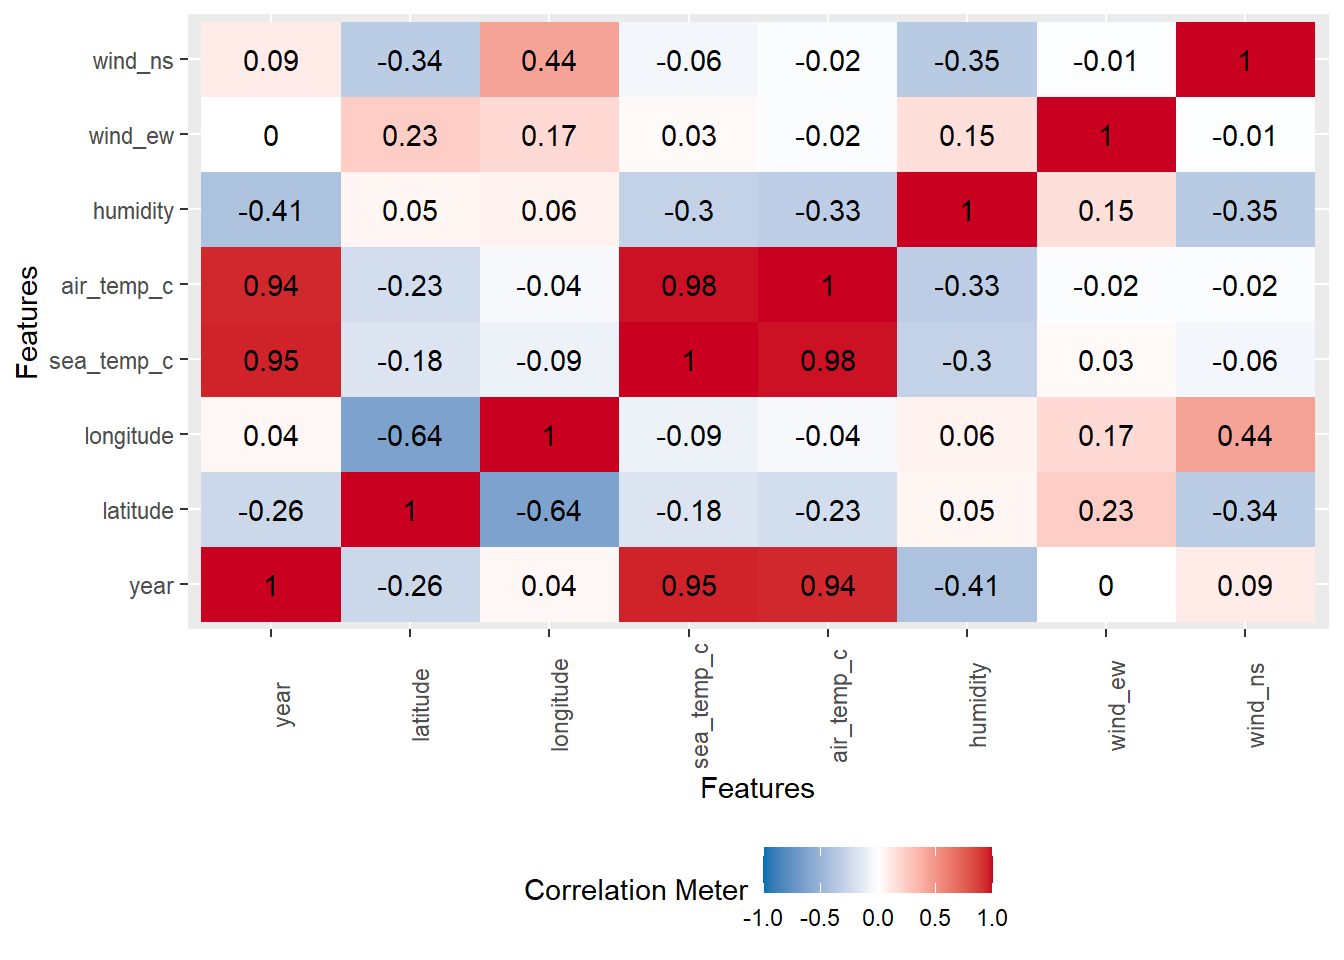 wind_ns 0.09 -0.34 0.44 -0.06 -0.02 -0.35 -0.01 1
wind_ew 0 0.23 0.17 0.03 -0.02 0.15 1 -0.01
humidity -0.41 0.05 0.06 -0.3 -0.33 1 0.15 -0.35
air_temp_c 0.94 -0.23 -0.04 0.98 1 -0.33 -0.02 -0.02
Features
sea_temp_c 0.95 -0.18 -0.09 1 0.98 -0.3 0.03 -0.06
longitude 0.04 -0.64 1 -0.09 -0.04 0.06 0.17 0.44
latitude -0.26 1 -0.64 -0.18 -0.23 0.05 0.23 -0.34
year 1 -0.26 0.04 0.95 0.94 -0.41 0 0.09
year latitude longitude sea_temp_c air_temp_c humidity wind_ew wind_ns
Features
Correlation Meter
-1.0 -0.5 0.0 0.5 1.0